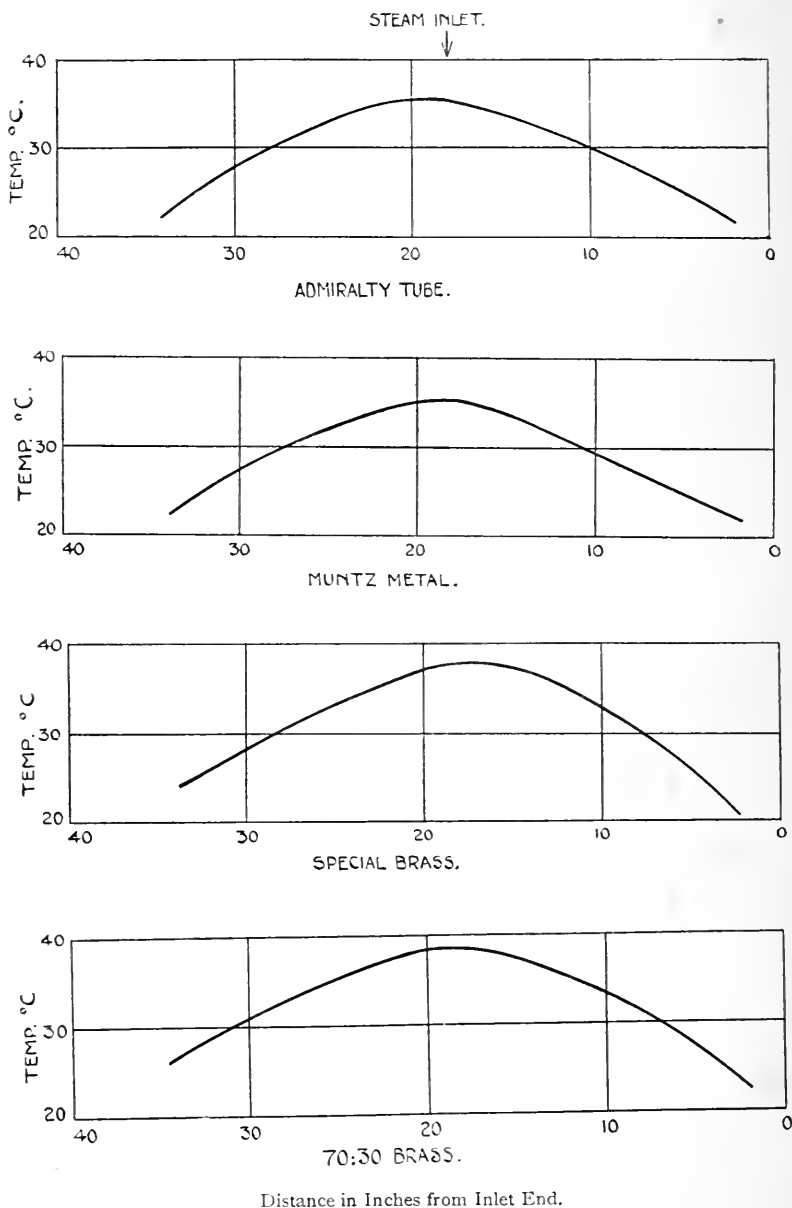 STEAM INLET.
TEMP. °C.
40
30
20
40 30 20 10 0
ADMIRALTY TUBE.
TEMP. °C.
40
30
20
40 30 20 10 0
MUNTZ METAL.
TEMP. °C
40
30
20
40 30 20 10 0
SPECIAL BRASS.
TEMP. °C
40
30
20
40 30 20 10 0
70:30 BRASS.
Distance in Inches from Inlet End.